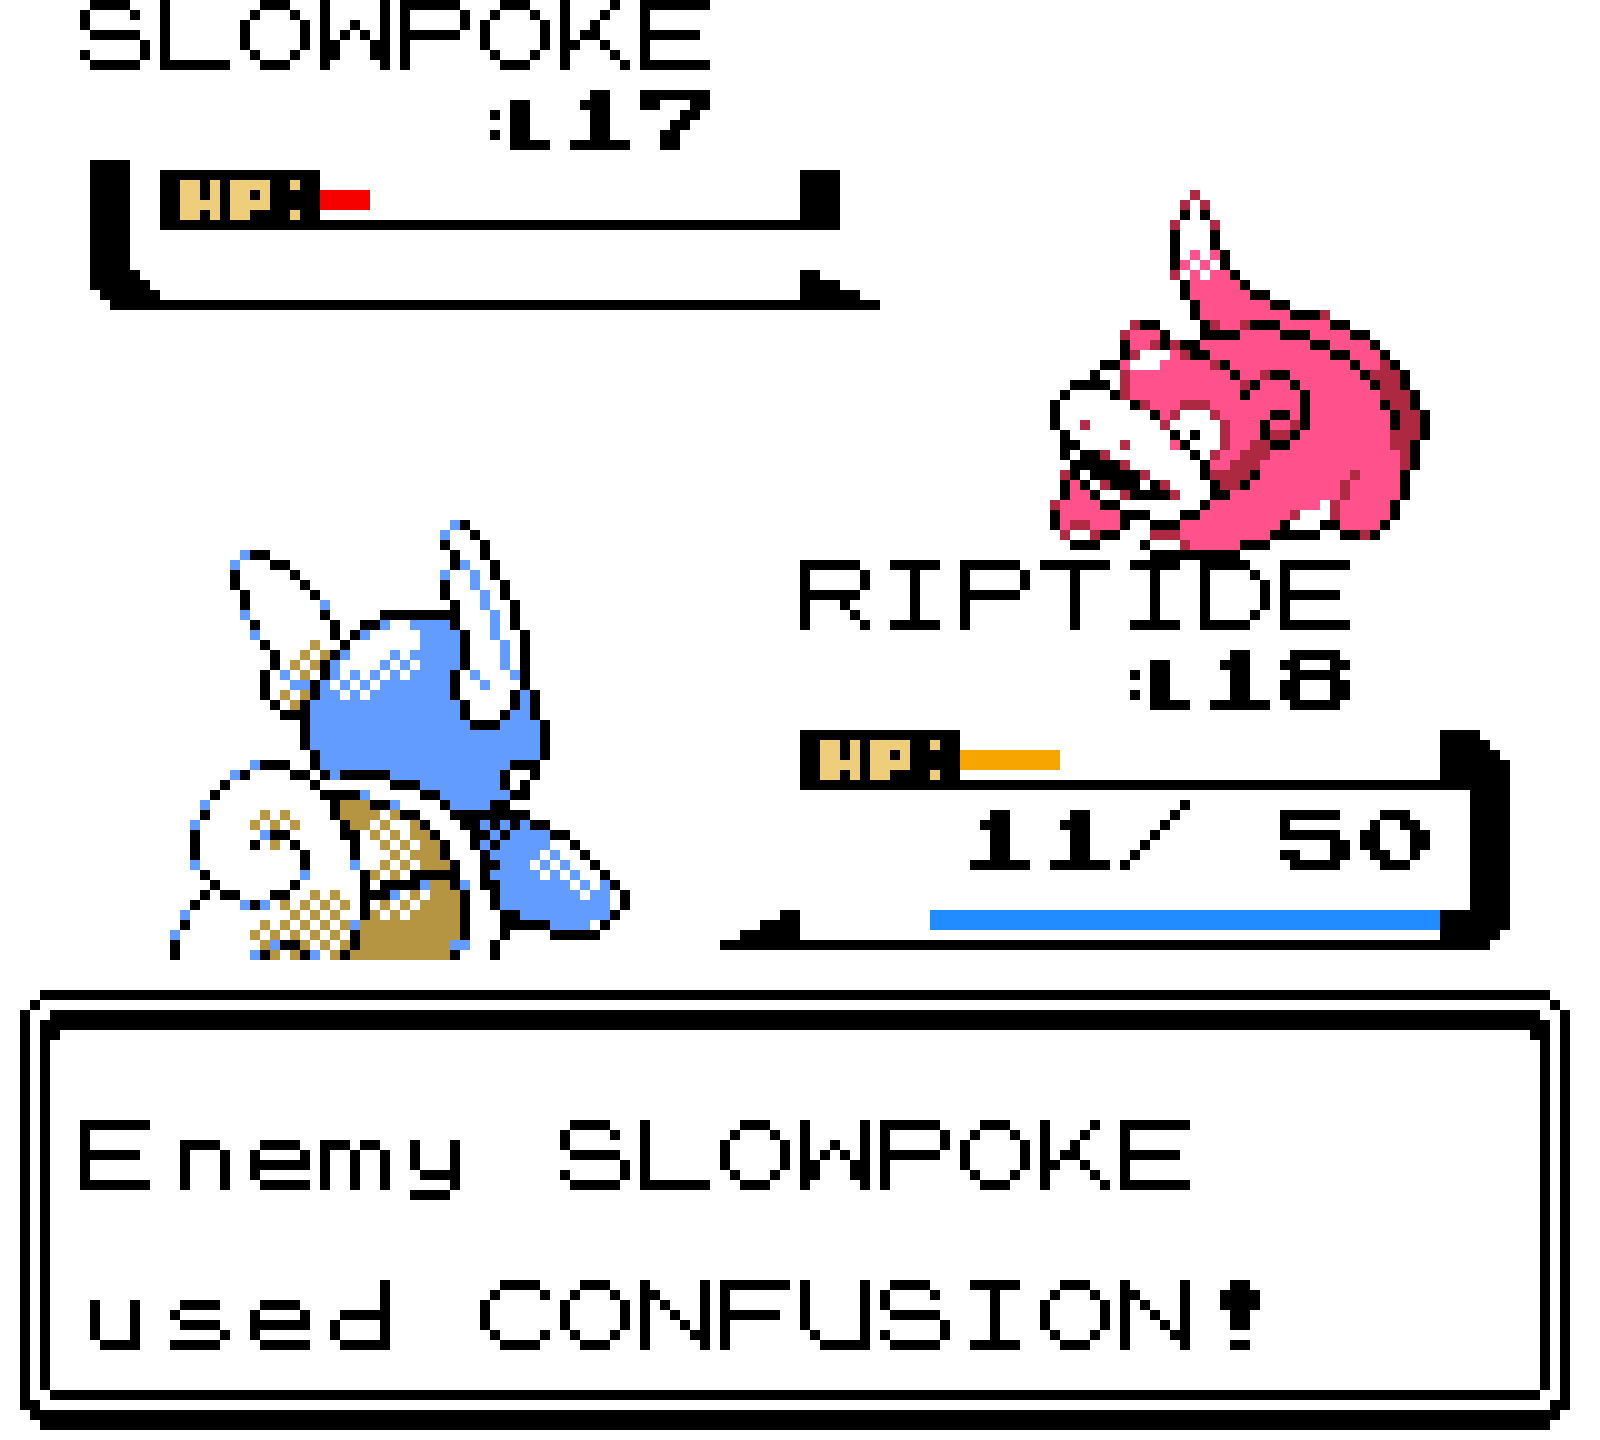 SLOWPOKE
:L17
HP:
RIPTIDE
:L18
HP:
11/ 50
Enemy SLOWPOKE
used CONFUSION!